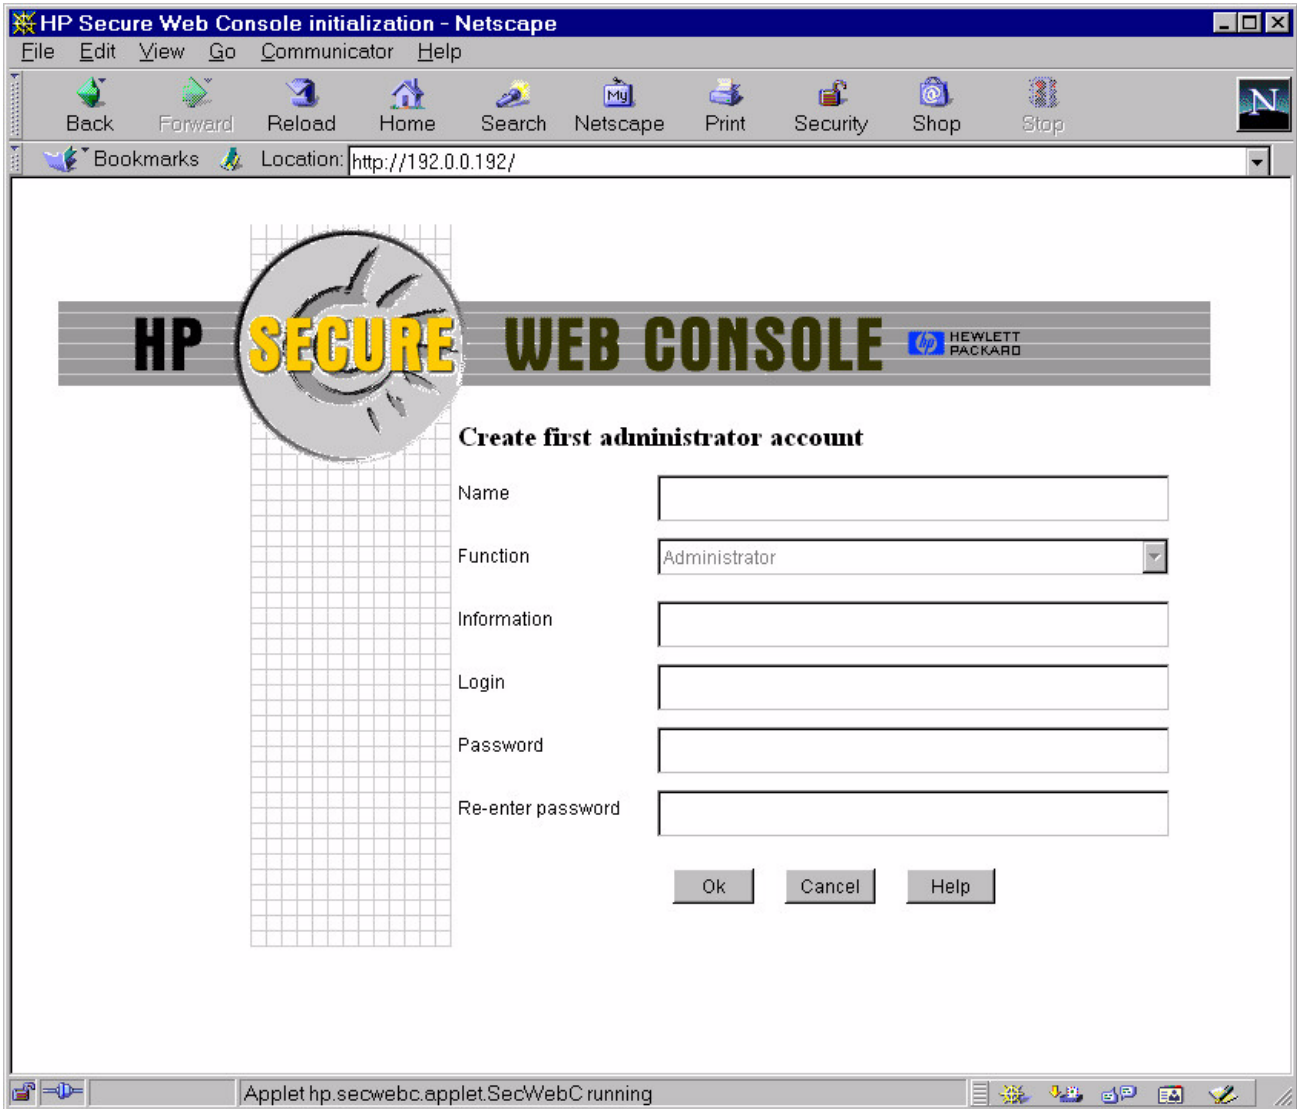 HP Secure Web Console initialization - Netscape
File Edit View Go Communicator Help
My
N
Back Forward Reload Home Search Netscape Print Security Shop Stop
Bookmarks Location: http://192.0.0.192/
HP SECURE WEB CONSOLE hp HEWLETT
PACKARD
Create first administrator account
Name
Function Administrator
Information
Login
Password
Re-enter password
Ok Cancel Help
Applet hp.secwebc.applet.SecWebC running